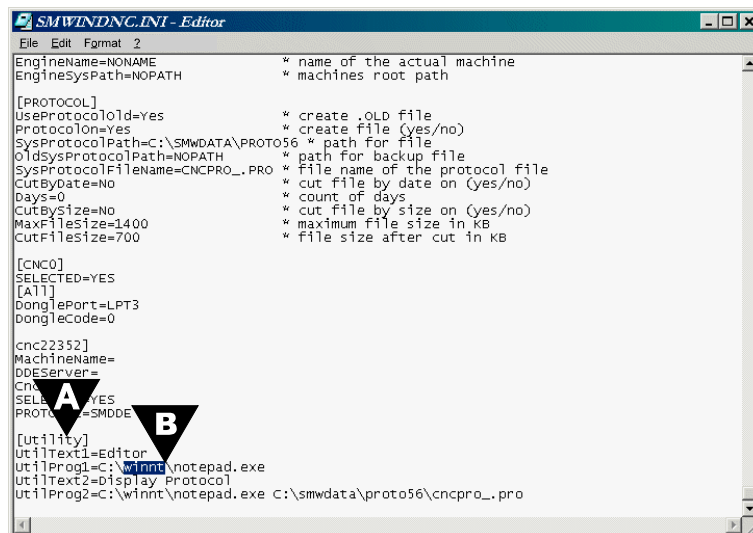 SMWINDNC.INI - Editor
File Edit Format ?
EngineName=NONAME * name of the actual machine
EngineSysPath=NOPATH * machines root path
[PROTOCOL]
UseProtocolOld=Yes * create .OLD file
ProtocolOn=Yes * create file (yes/no)
SysProtocolPath=C:\SMWDATA\PROTO56 * path for file
OldSysProtocolPath=NOPATH * path for backup file
SysProtocolFileName=CNCPRO_.PRO * file name of the protocol file
CutByDate=No * cut file by date on (yes/no)
Days=0 * count of days
CutBySize=No * cut file by size on (yes/no)
MaxFileSize=1400 * maximum file size in KB
CutFileSize=700 * file size after cut in KB
[CNC0]
SELECTED=YES
[All]
DonglePort=LPT3
DongleCode=0
cnc22352]
MachineName=
DDEServer=
A
B
[Utility]
UtilText1=Editor
UtilProg1=C:\winnt\notepad.exe
UtilText2=Display Protocol
UtilProg2=C:\winnt\notepad.exe C:\smwdata\proto56\cncpro_.pro